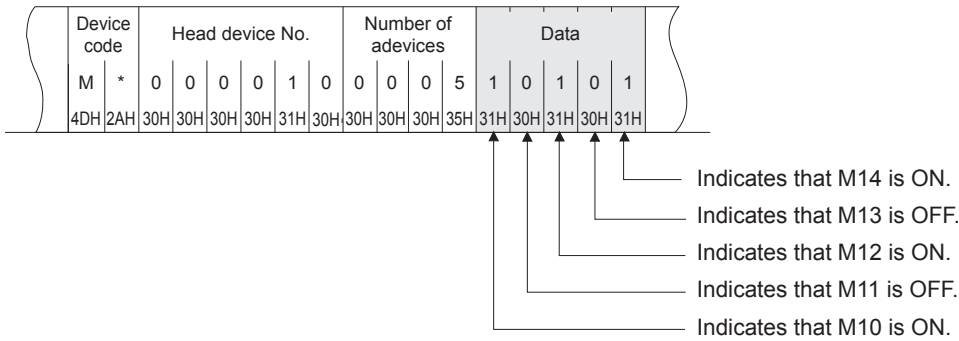 Device code Head device No. Number of adevices Data
M * 0 0 0 0 1 0 0 0 0 5 1 0 1 0 1
4DH 2AH 30H 30H 30H 30H 31H 30H 30H 30H 30H 35H 31H 30H 31H 30H 31H
Indicates that M14 is ON.
Indicates that M13 is OFF.
Indicates that M12 is ON.
Indicates that M11 is OFF.
Indicates that M10 is ON.